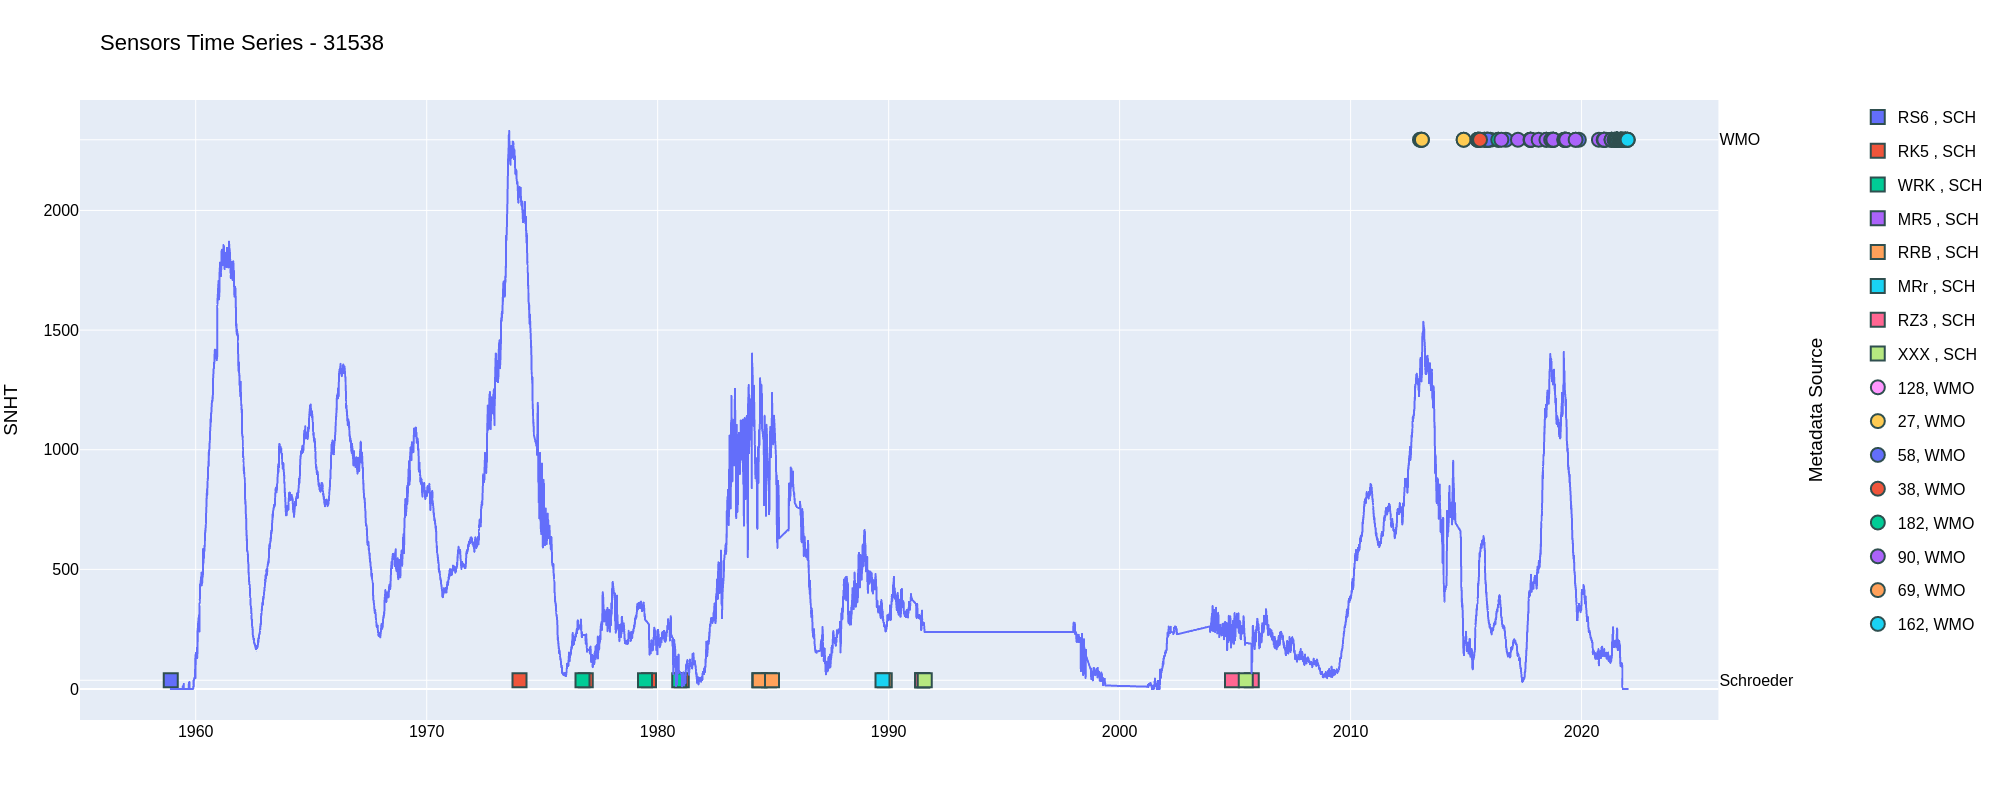 Sensors Time Series - 31538
SNHT
2000
1500
1000
500
0
1960
1970
1980
1990
2000
2010
2020
WMO
Schroeder
Metadata Source
RS6 , SCH
RK5 , SCH
WRK , SCH
MR5 , SCH
RRB , SCH
MRr , SCH
RZ3 , SCH
XXX , SCH
128, WMO
27, WMO
58, WMO
38, WMO
182, WMO
90, WMO
69, WMO
162, WMO